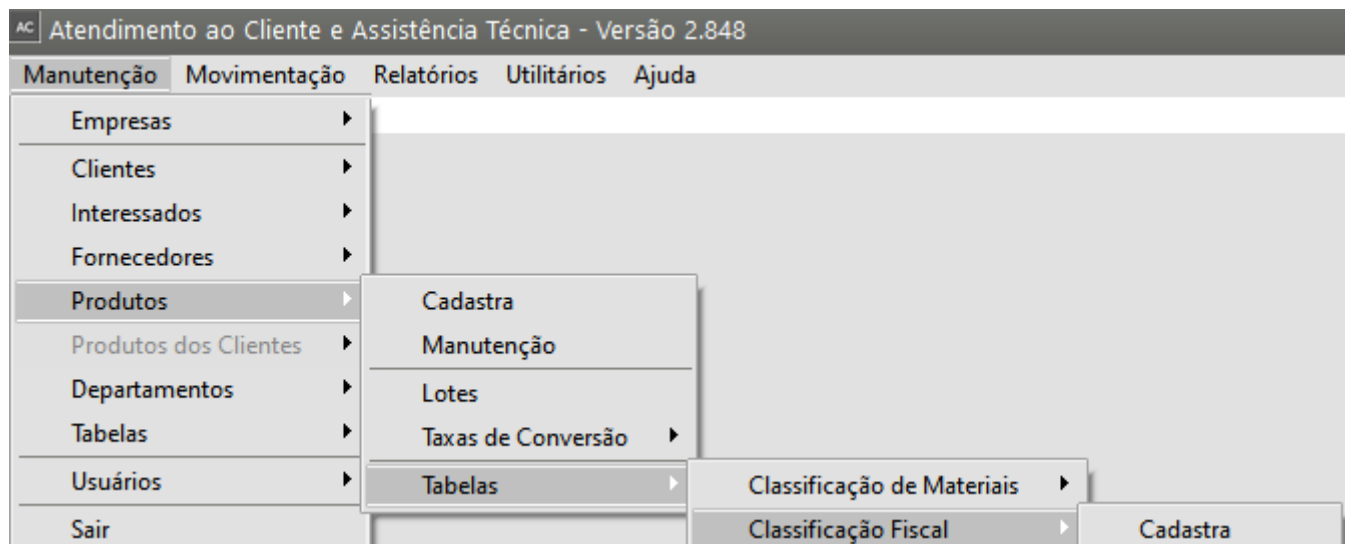 AC Atendimento ao Cliente e Assistência Técnica - Versão 2.848
Manutenção Movimentação Relatórios Utilitários Ajuda
Empresas
Clientes
Interessados
Fornecedores
Produtos
Produtos dos Clientes
Departamentos
Tabelas
Usuários
Sair
Cadastra
Manutenção
Lotes
Taxas de Conversão
Tabelas
Classificação de Materiais
Classificação Fiscal
Cadastra